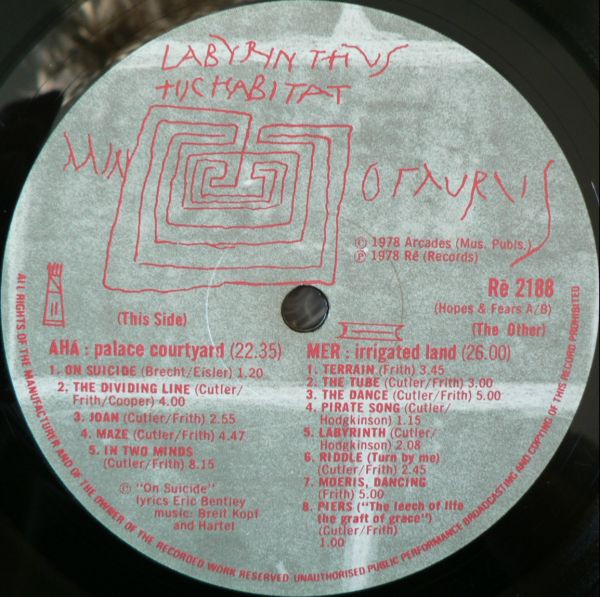 LABYRINTHUS
HIC HABITAT
MINOTAURUS
© 1978 Arcades (Mus. Publs.)
℗ 1978 Rē (Records)
Rē 2188
(Hopes & Fears A/B)
(This Side)
(The Other)
AHA : palace courtyard (22.35)
1. ON SUICIDE (Brecht/Eisler) 1.20
2. THE DIVIDING LINE (Cutler/
Frith/Cooper) 4.00
3. JOAN (Cutler/Frith) 2.55
4. MAZE (Cutler/Frith) 4.47
5. IN TWO MINDS
(Cutler/Frith) 8.15
℗ "On Suicide"
lyrics Eric Bentley
music: Breit Kopf
and Hartel
MER : irrigated land (26.00)
1. TERRAIN (Frith) 3.45
2. THE TUBE (Cutler/Frith) 3.00
3. THE DANCE (Cutler/Frith) 5.00
4. PIRATE SONG (Cutler/
Hodgkinson) 1.15
5. LABYRINTH (Cutler/
Hodgkinson) 2.08
6. RIDDLE (Turn by me)
(Cutler/Frith) 2.45
7. MOERIS, DANCING
(Frith) 5.00
8. PIERS ("The leech of life
the graft of grace")
(Cutler/Frith)
1.00
ALL RIGHTS OF THE MANUFACTURER AND OF THE OWNER OF THE RECORDED WORK RESERVED UNAUTHORISED PUBLIC PERFORMANCE BROADCASTING AND COPYING OF THIS RECORD PROHIBITED